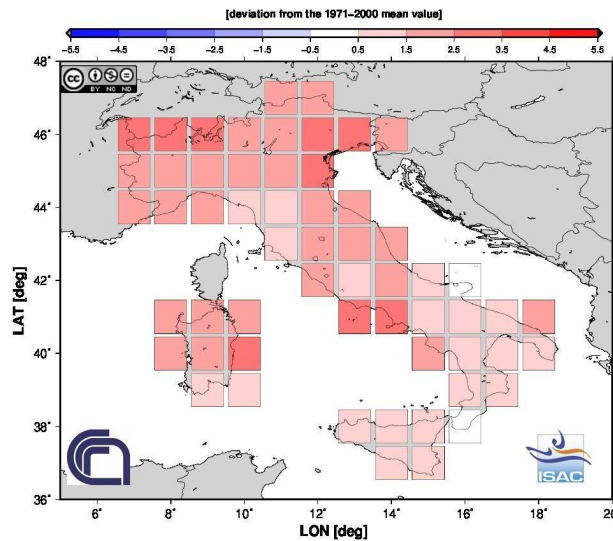 [deviation from the 1971−2000 mean value]
−5.5 −4.5 −3.5 −2.5 −1.5 −0.5 0.5 1.5 2.5 3.5 4.5 5.5
48°
cc BY NC ND
46°
44°
42°
LAT [deg]
40°
38°
ISAC
36°
6° 8° 10° 12° 14° 16° 18° 20
LON [deg]